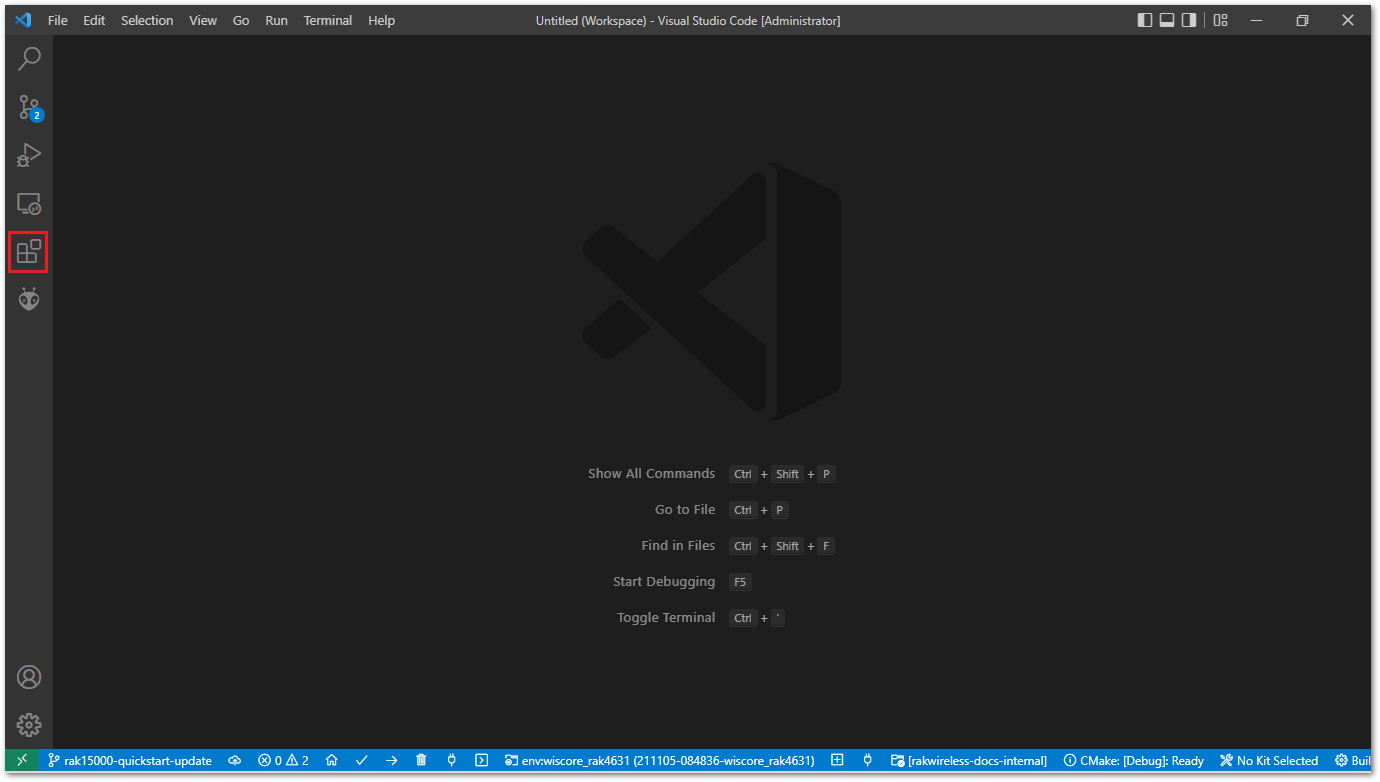 File Edit Selection View Go Run Terminal Help Untitled (Workspace) - Visual Studio Code [Administrator]
2
Show All Commands Ctrl + Shift + P
Go to File Ctrl + P
Find in Files Ctrl + Shift + F
Start Debugging F5
Toggle Terminal Ctrl + `
rak15000-quickstart-update 0 2 env:wiscore_rak4631 (211105-084836-wiscore_rak4631) [rakwireless-docs-internal] CMake: [Debug]: Ready No Kit Selected Buil